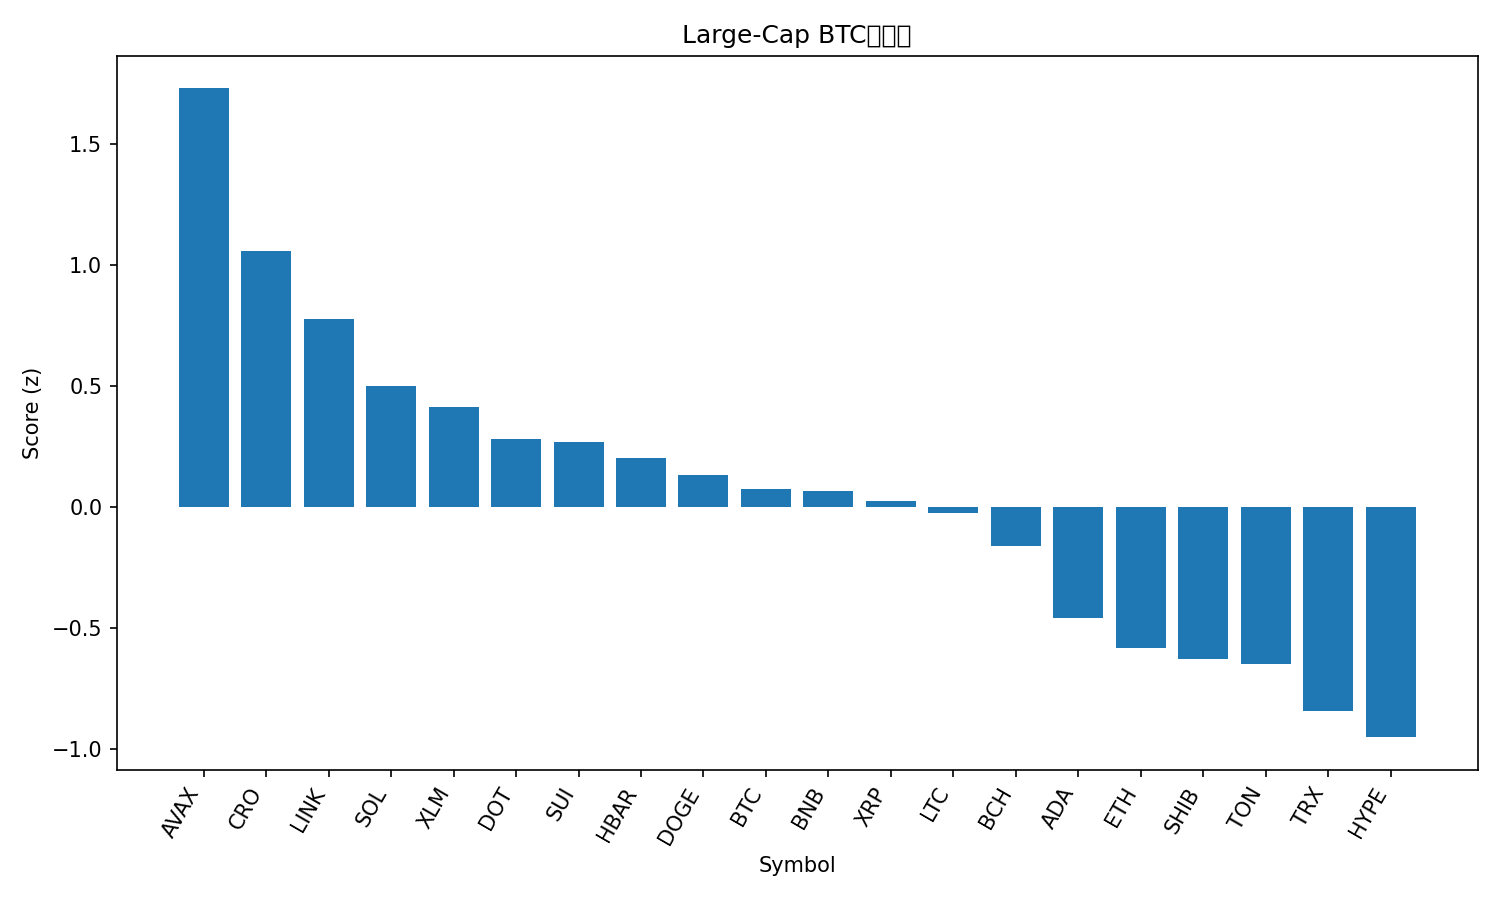 Large-Cap BTC
1.5
1.0
0.5
0.0
−0.5
−1.0
Score (z)
AVAX
CRO
LINK
SOL
XLM
DOT
SUI
HBAR
DOGE
BTC
BNB
XRP
LTC
BCH
ADA
ETH
SHIB
TON
TRX
HYPE
Symbol